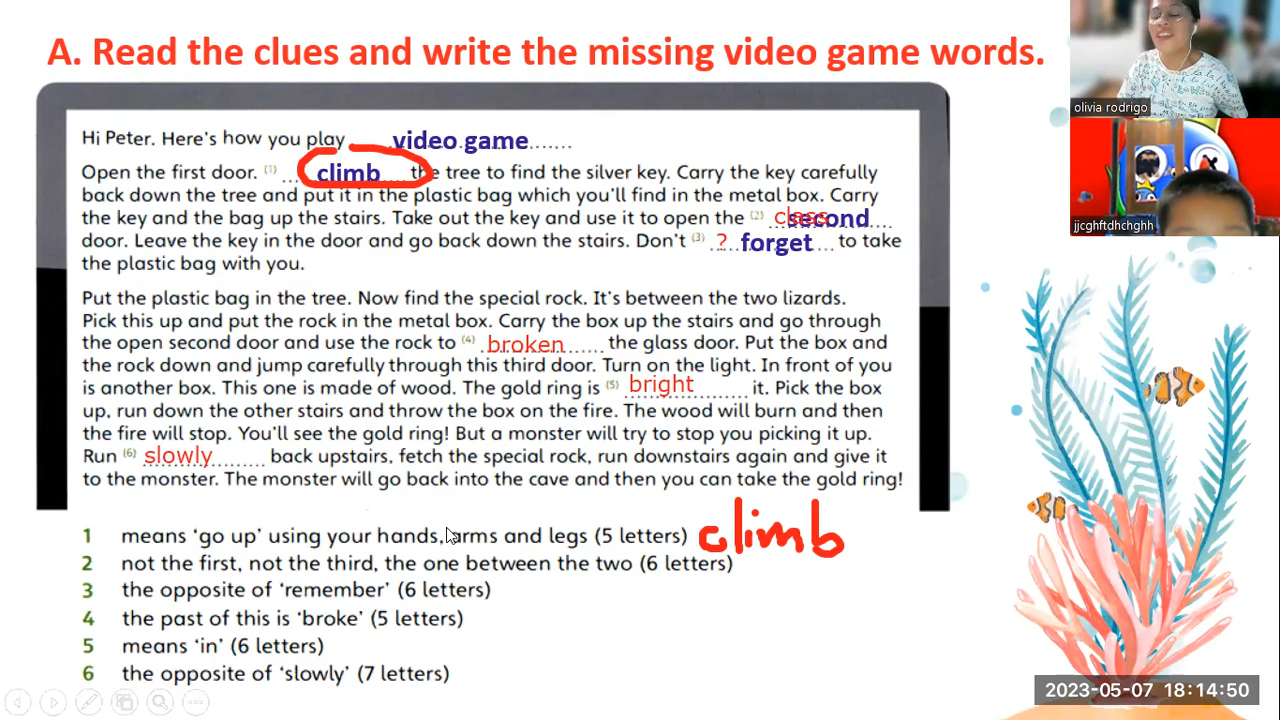 A. Read the clues and write the missing video game words.
Hi Peter. Here's how you play video game
Open the first door. (1) climb the tree to find the silver key. Carry the key carefully
back down the tree and put it in the plastic bag which you'll find in the metal box. Carry
the key and the bag up the stairs. Take out the key and use it to open the (2) class second
door. Leave the key in the door and go back down the stairs. Don't (3) ? forget to take
the plastic bag with you.
Put the plastic bag in the tree. Now find the special rock. It's between the two lizards.
Pick this up and put the rock in the metal box. Carry the box up the stairs and go through
the open second door and use the rock to (4) broken the glass door. Put the box and
the rock down and jump carefully through this third door. Turn on the light. In front of you
is another box. This one is made of wood. The gold ring is (5) bright it. Pick the box
up, run down the other stairs and throw the box on the fire. The wood will burn and then
the fire will stop. You'll see the gold ring! But a monster will try to stop you picking it up.
Run (6) slowly back upstairs, fetch the special rock, run downstairs again and give it
to the monster. The monster will go back into the cave and then you can take the gold ring!
1 means 'go up' using your hands, arms and legs (5 letters) climb
2 not the first, not the third, the one between the two (6 letters)
3 the opposite of 'remember' (6 letters)
4 the past of this is 'broke' (5 letters)
5 means 'in' (6 letters)
6 the opposite of 'slowly' (7 letters)
olivia rodrigo
jjcghftdhchghh
2023-05-07 18:14:50